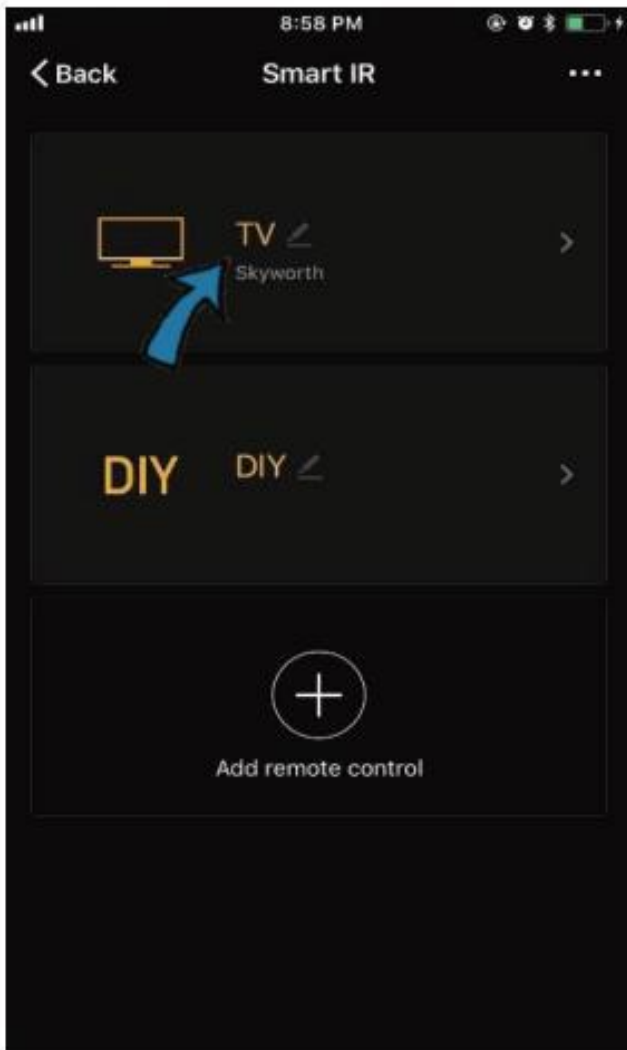 8:58 PM
Back Smart IR
TV
Skyworth
DIY DIY
Add remote control